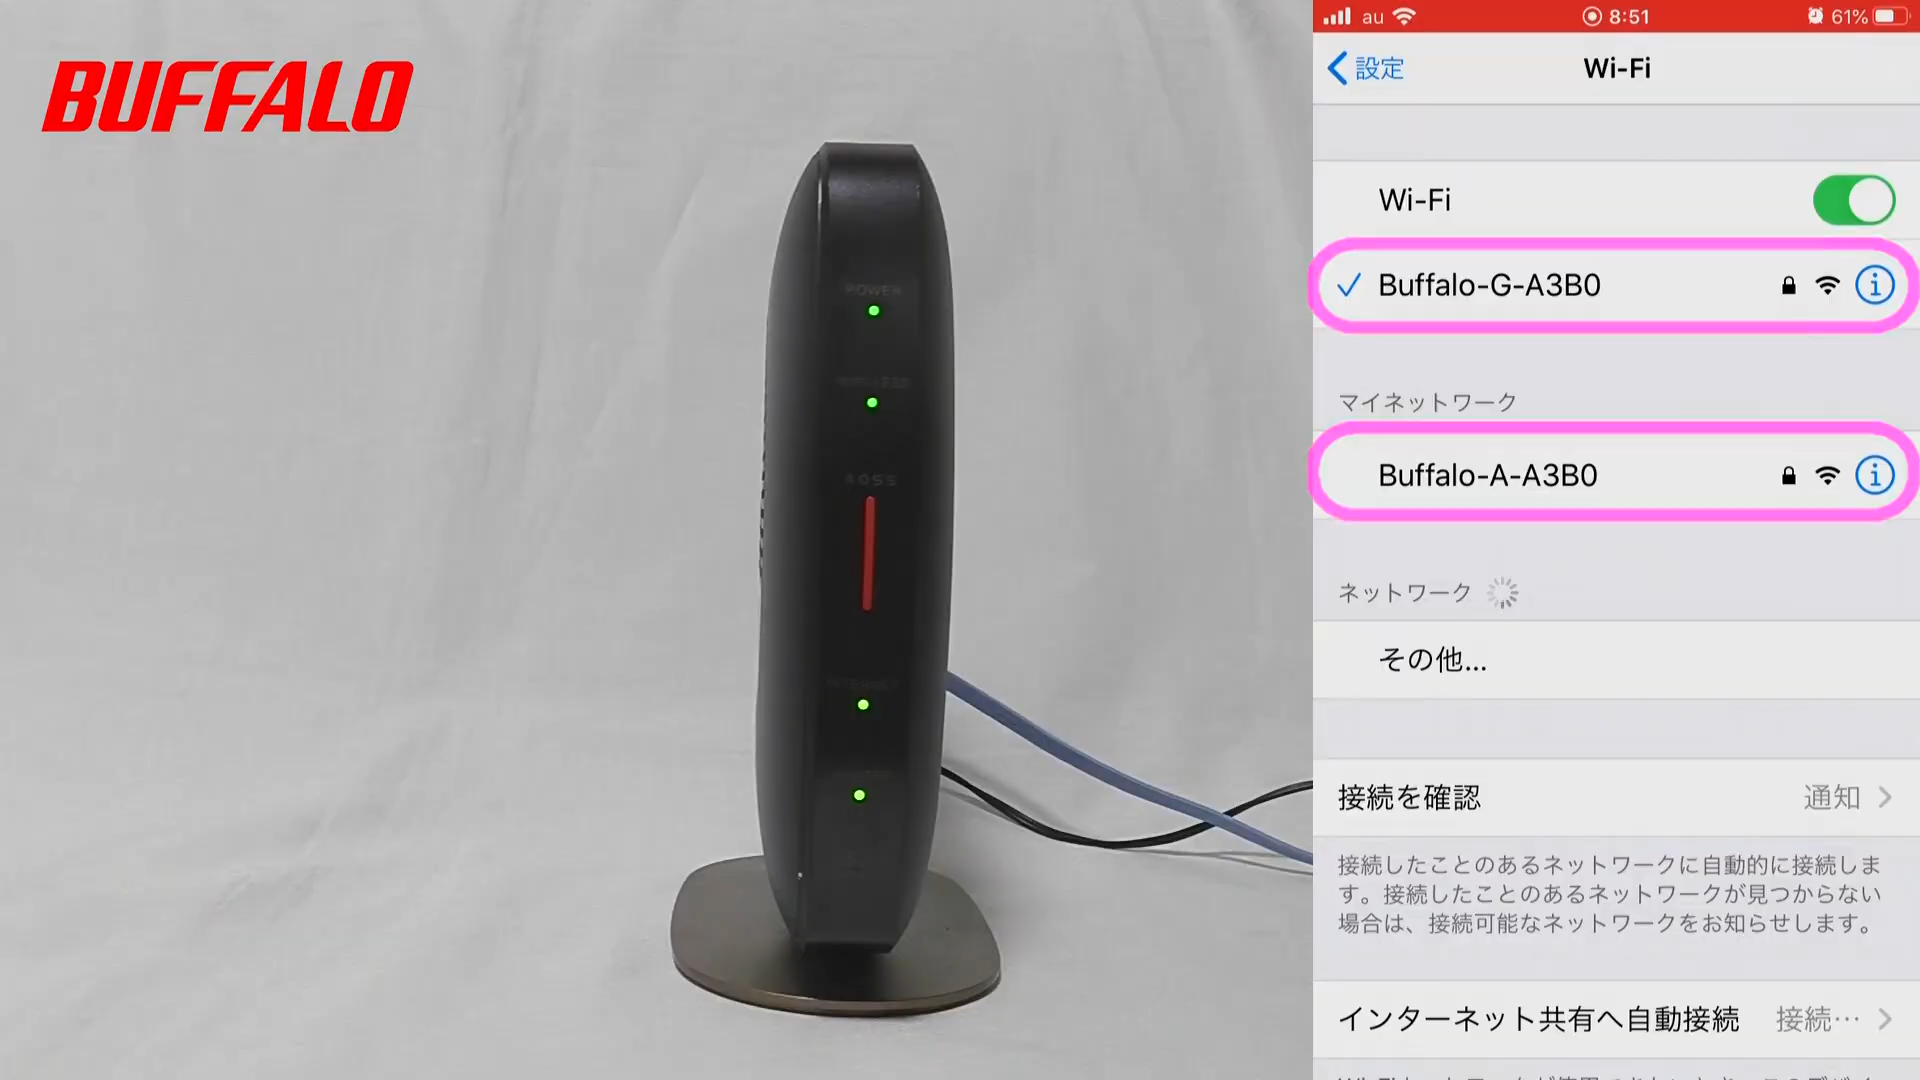 BUFFALO
POWER
WIRELESS
AOSS
INTERNET
au
8:51
61%
設定
Wi-Fi
Wi-Fi
Buffalo-G-A3B0
マイネットワーク
Buffalo-A-A3B0
ネットワーク
その他...
接続を確認
通知
接続したことのあるネットワークに自動的に接続しま
す。接続したことのあるネットワークが見つからない
場合は、接続可能なネットワークをお知らせします。
インターネット共有へ自動接続
接続…